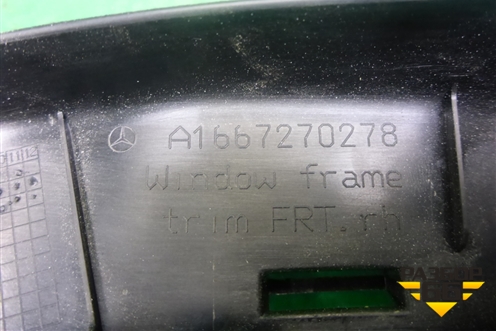 A1667270278
Window frame
trim FRT.rh